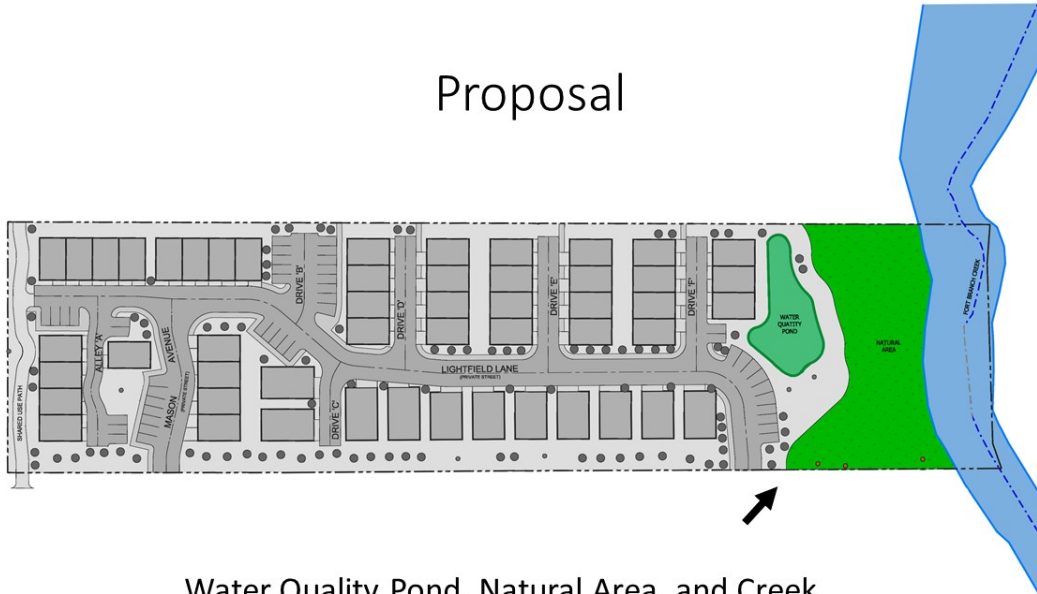 Proposal
FORT BRANCH CREEK
DRIVE 'B'
DRIVE 'D'
DRIVE 'E'
DRIVE 'F'
WATER
QUATITY
POND
NATURAL
AREA
ALLEY 'A'
MASON AVENUE
(PRIVATE STREET)
LIGHTFIELD LANE
(PRIVATE STREET)
SHARED USE PATH
DRIVE 'C'
Water Quality Pond, Natural Area, and Creek